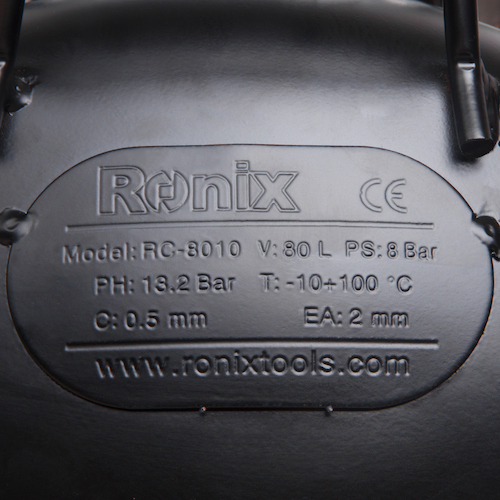 Ronix CE
Model: RC-8010 V: 80 L PS: 8 Bar
PH: 13.2 Bar T: -10+100 °C
C: 0.5 mm EA: 2 mm
www.ronixtools.com